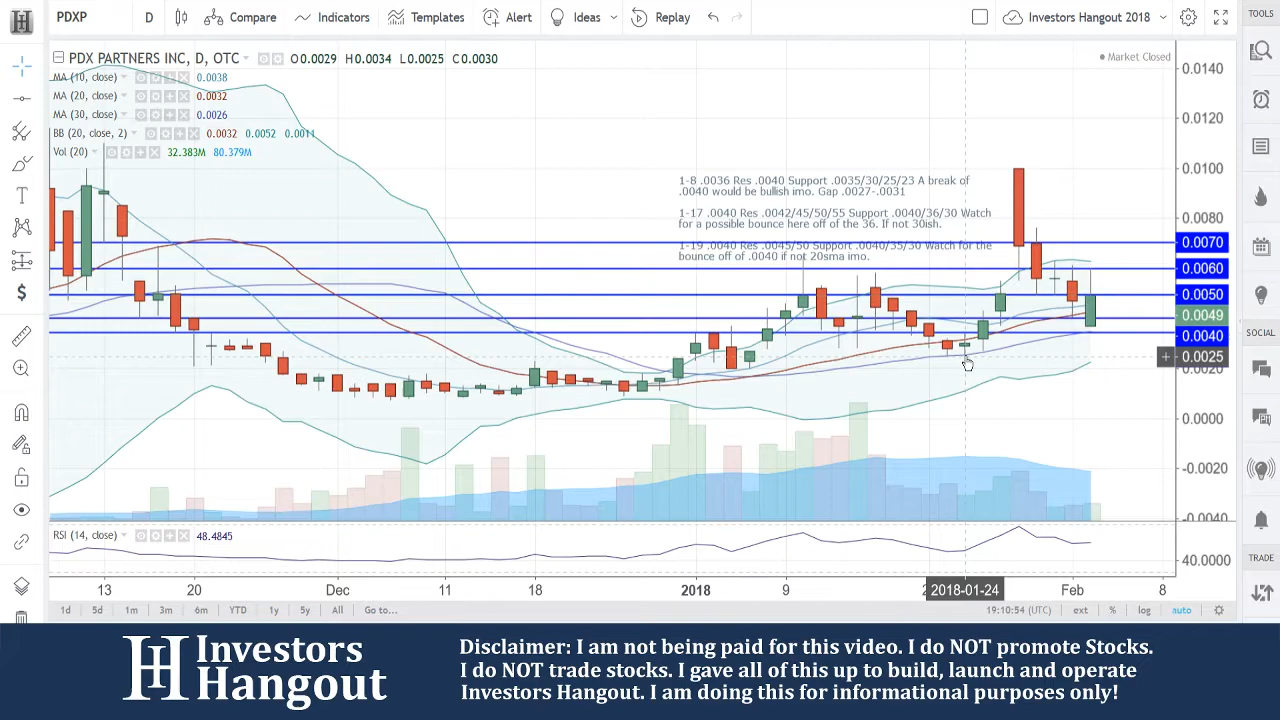 PDXP
D
Compare
Indicators
Templates
Alert
Ideas
Replay
Investors Hangout 2018
TOOLS
PDX PARTNERS INC, D, OTC
O0.0029 H0.0034 L0.0025 C0.0030
Market Closed
MA (10, close) 0.0038
MA (20, close) 0.0032
MA (30, close) 0.0026
BB (20, close, 2) 0.0032 0.0052 0.0011
Vol (20) 32.383M 80.379M
1-8 .0036 Res .0040 Support .0035/30/25/23 A break of
.0040 would be bullish imo. Gap .0027-.0031
1-17 .0040 Res .0042/45/50/55 Support .0040/36/30 Watch
for a possible bounce here off of the 36. If not 30ish.
1-19 .0040 Res .0045/50 Support .0040/35/30 Watch for the
bounce off of .0040 if not 20sma imo.
0.0140
0.0120
0.0100
0.0080
0.0070
0.0060
0.0050
0.0049
0.0040
0.0025
0.0020
0.0000
-0.0020
-0.0040
SOCIAL
RSI (14, close) 48.4845
40.0000
TRADE
13
20
Dec
11
18
2018
9
2018-01-24
Feb
8
1d 5d 1m 3m 6m YTD 1y 5y All Go to...
19:10:54 (UTC) ext % log auto
Investors
Hangout
Disclaimer: I am not being paid for this video. I do NOT promote Stocks.
I do NOT trade stocks. I gave all of this up to build, launch and operate
Investors Hangout. I am doing this for informational purposes only!